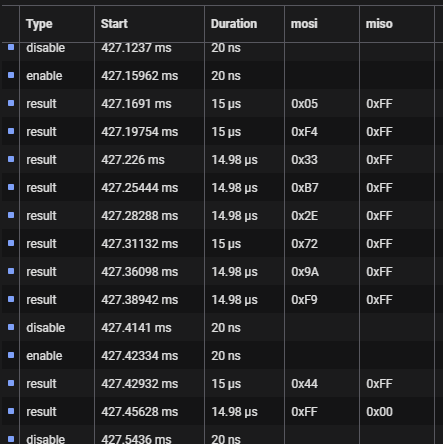 Type Start Duration mosi miso
disable 427.1237 ms 20 ns
enable 427.15962 ms 20 ns
result 427.1691 ms 15 µs 0x05 0xFF
result 427.19754 ms 15 µs 0xF4 0xFF
result 427.226 ms 14.98 µs 0x33 0xFF
result 427.25444 ms 14.98 µs 0xB7 0xFF
result 427.28288 ms 14.98 µs 0x2E 0xFF
result 427.31132 ms 15 µs 0x72 0xFF
result 427.36098 ms 14.98 µs 0x9A 0xFF
result 427.38942 ms 14.98 µs 0xF9 0xFF
disable 427.4141 ms 20 ns
enable 427.42334 ms 20 ns
result 427.42932 ms 15 µs 0x44 0xFF
result 427.45628 ms 14.98 µs 0xFF 0x00
disable 427.5436 ms 20 ns